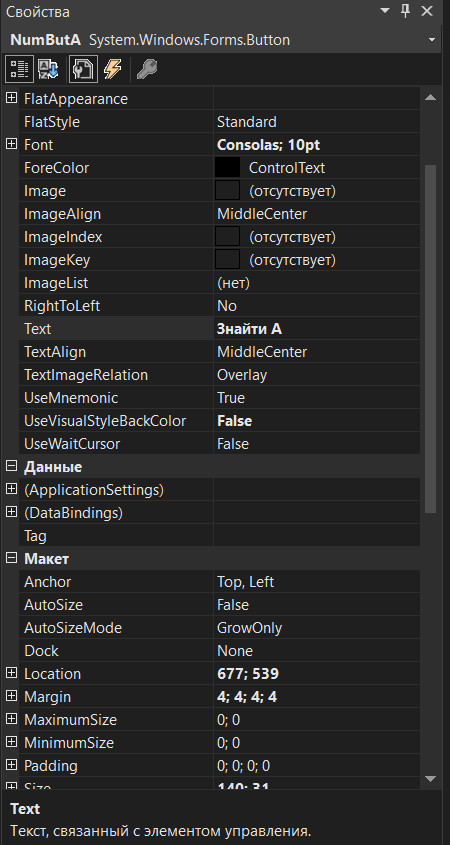 Свойства
NumButA System.Windows.Forms.Button
FlatAppearance
FlatStyle Standard
Font Consolas; 10pt
ForeColor ControlText
Image (отсутствует)
ImageAlign MiddleCenter
ImageIndex (отсутствует)
ImageKey (отсутствует)
ImageList (нет)
RightToLeft No
Text Знайти А
TextAlign MiddleCenter
TextImageRelation Overlay
UseMnemonic True
UseVisualStyleBackColor False
UseWaitCursor False
Данные
(ApplicationSettings)
(DataBindings)
Tag
Макет
Anchor Top, Left
AutoSize False
AutoSizeMode GrowOnly
Dock None
Location 677; 539
Margin 4; 4; 4; 4
MaximumSize 0; 0
MinimumSize 0; 0
Padding 0; 0; 0; 0
Size 140; 31
Text
Текст, связанный с элементом управления.